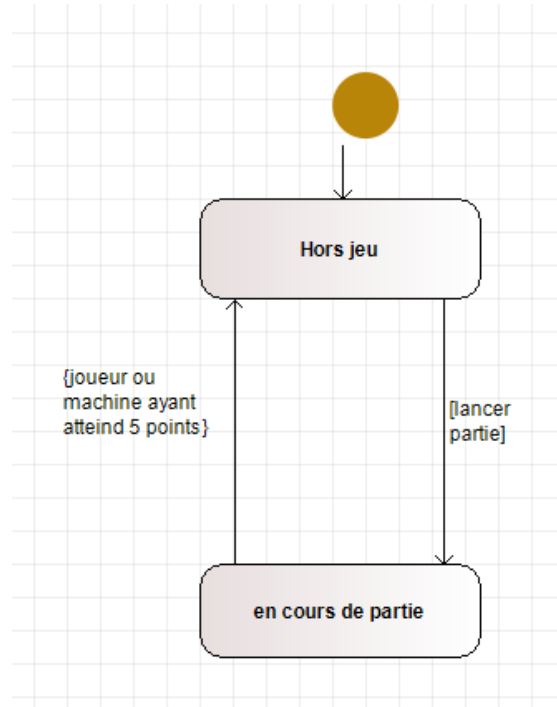 Hors jeu
{joueur ou
machine ayant
atteind 5 points}
[lancer
partie]
en cours de partie